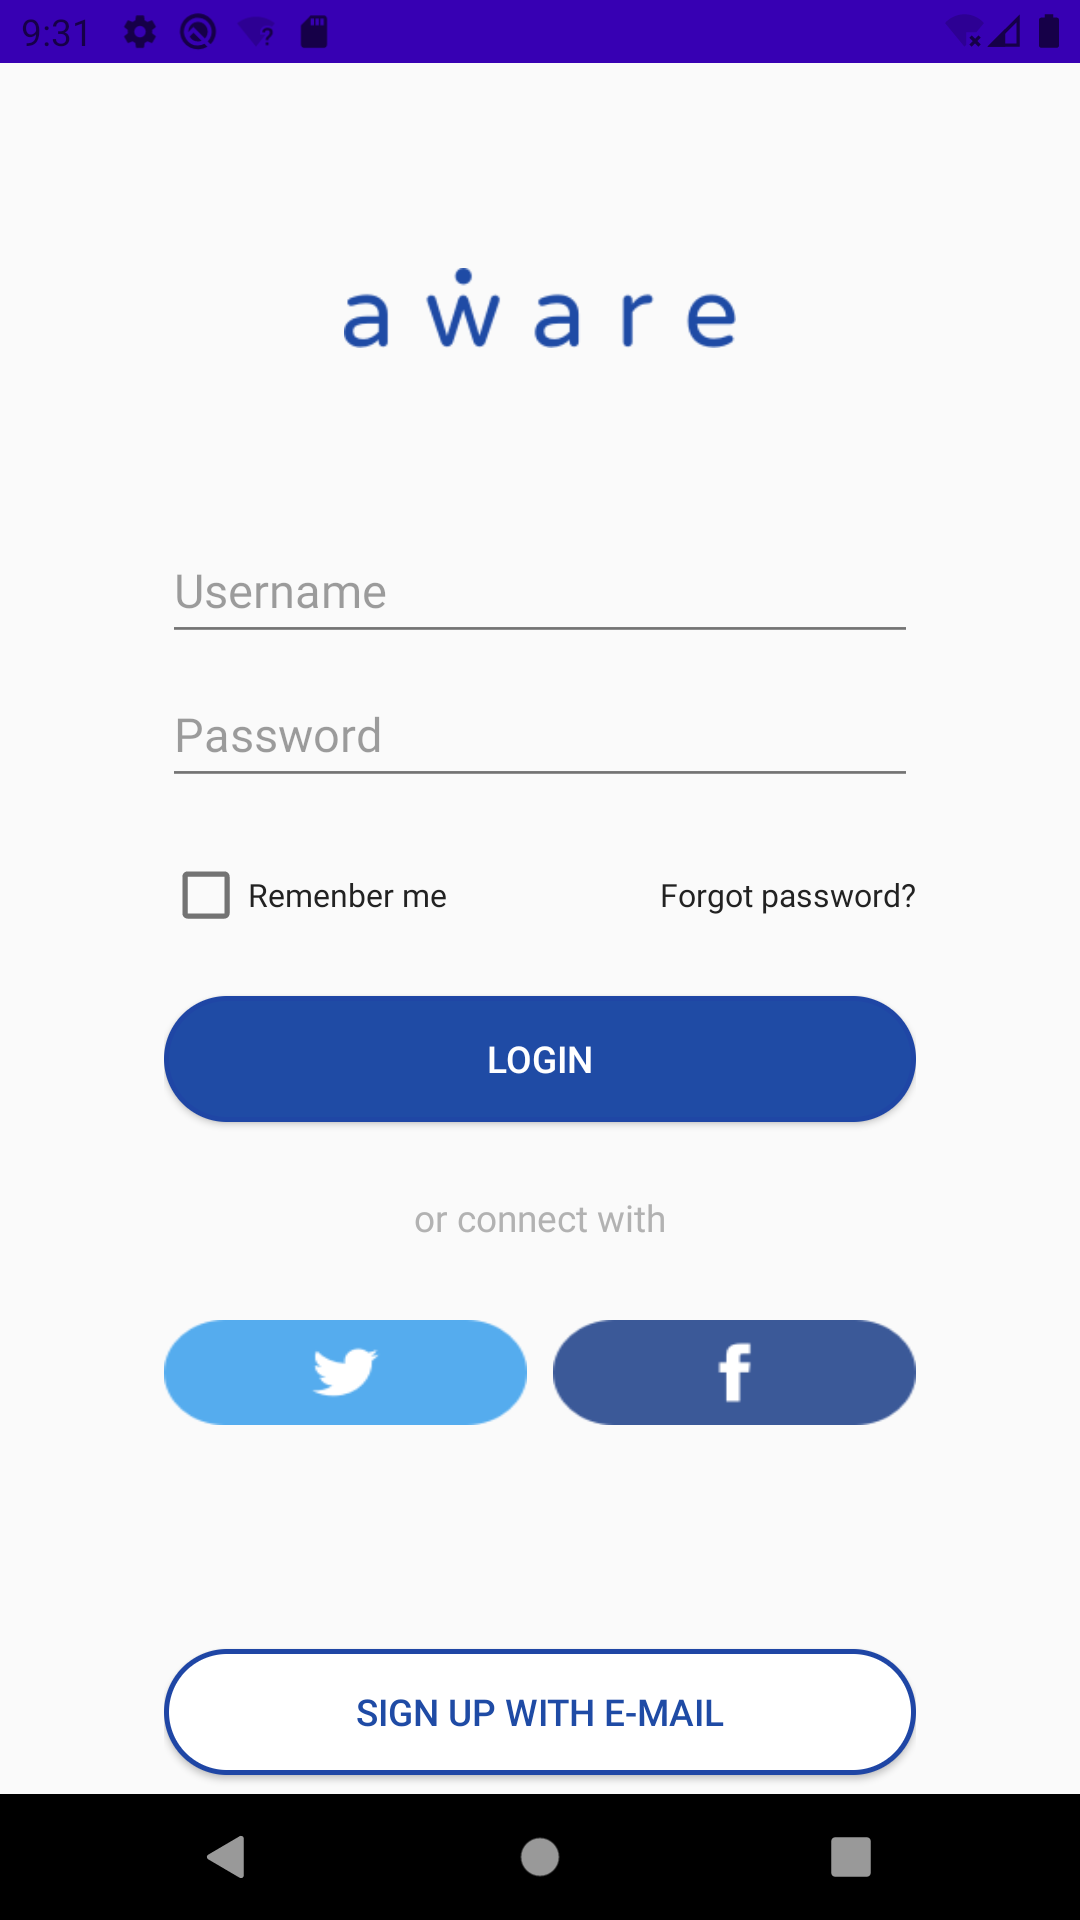 9:31
aware
Username
Password
Remenber me
Forgot password?
LOGIN
or connect with
SIGN UP WITH E-MAIL